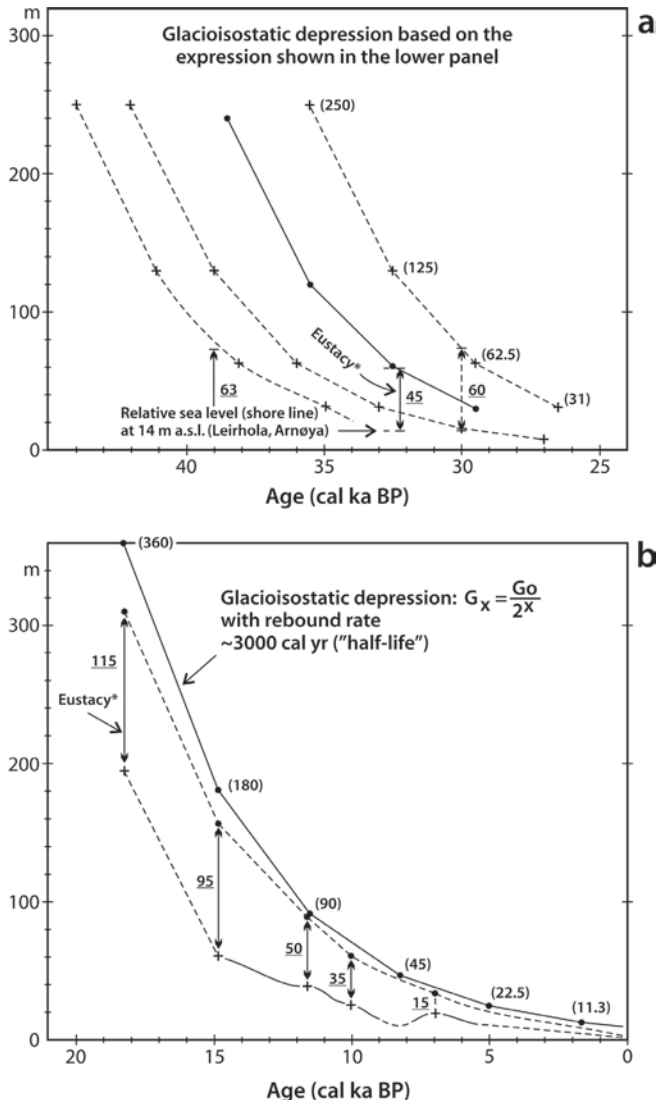 m
a
300
200
100
0
Glacioisostatic depression based on the
expression shown in the lower panel
(250)
(125)
(62.5)
(31)
Eustacy*
63
45
60
Relative sea level (shore line)
at 14 m a.s.l. (Leirhola, Arnøya)
40
35
30
25
Age (cal ka BP)
b
m
300
200
100
0
(360)
Glacioisostatic depression: Gx = Go/2^x
with rebound rate
~3000 cal yr ("half-life")
115
Eustacy*
(180)
95
(90)
50
35
(45)
15
(22.5)
(11.3)
20
15
10
5
0
Age (cal ka BP)